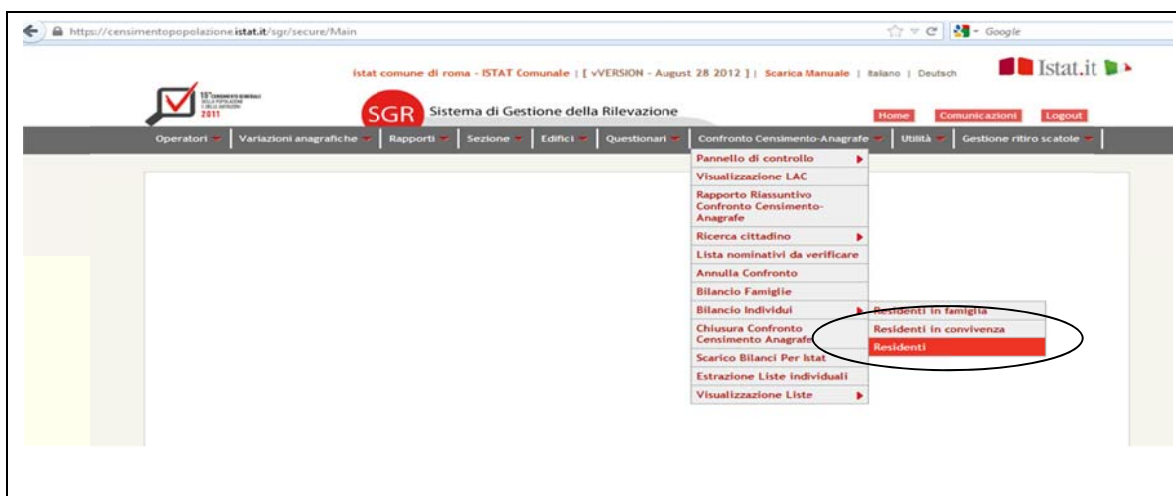 https://censimentopopolazione.istat.it/sgr/secure/Main
Google
istat comune di roma - ISTAT Comunale | [ vVERSION - August 28 2012 ] | Scarica Manuale | Italiano | Deutsch
Istat.it
2011
SGR Sistema di Gestione della Rilevazione
Home Comunicazioni Logout
Operatori Variazioni anagrafiche Rapporti Sezione Edifici Questionari Confronto Censimento-Anagrafe Utilità Gestione ritiro scatole
Pannello di controllo
Visualizzazione LAC
Rapporto Riassuntivo
Confronto Censimento-
Anagrafe
Ricerca cittadino
Lista nominativi da verificare
Annulla Confronto
Bilancio Famiglie
Bilancio Individui
Residenti in famiglia
Residenti in convivenza
Residenti
Chiusura Confronto
Censimento Anagrafe
Scarico Bilanci Per Istat
Estrazione Liste individuali
Visualizzazione Liste